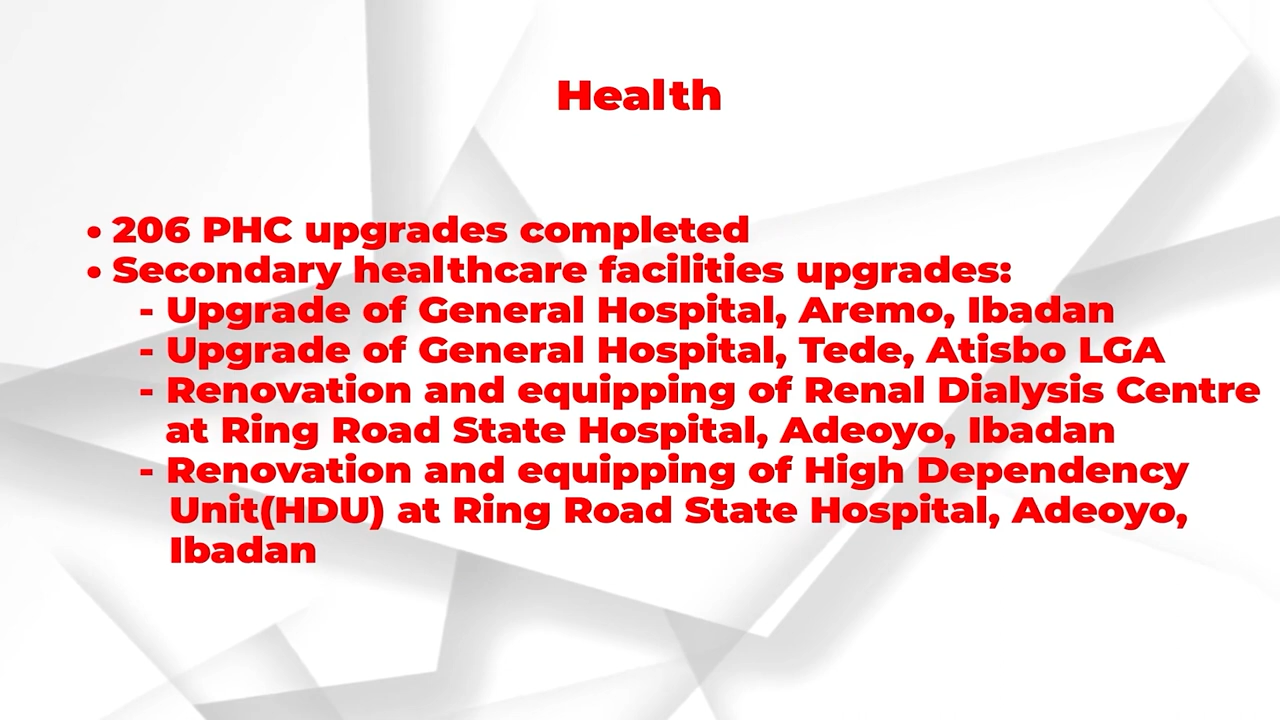 Health
• 206 PHC upgrades completed
• Secondary healthcare facilities upgrades:
- Upgrade of General Hospital, Aremo, Ibadan
- Upgrade of General Hospital, Tede, Atisbo LGA
- Renovation and equipping of Renal Dialysis Centre
at Ring Road State Hospital, Adeoyo, Ibadan
- Renovation and equipping of High Dependency
Unit(HDU) at Ring Road State Hospital, Adeoyo,
Ibadan